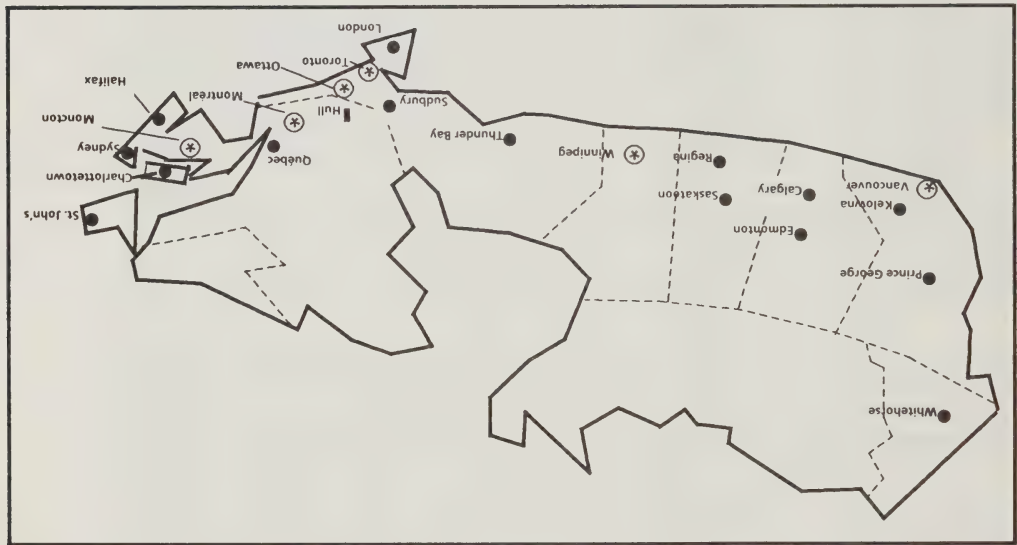 Whitehorse
Prince George
Edmonton
St. John's
Kelowna
Calgary
Saskatoon
Vancouver
Charlottetown
Regina
Winnipeg
Québec
Sydney
Thunder Bay
Moncton
Hull
Sudbury
Montréal
Halifax
Ottawa
Toronto
London